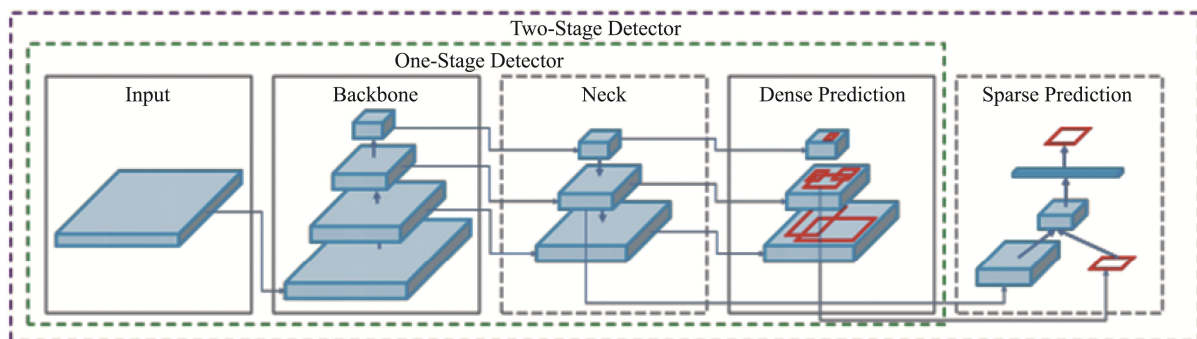 Two-Stage Detector
One-Stage Detector
Input
Backbone
Neck
Dense Prediction
Sparse Prediction